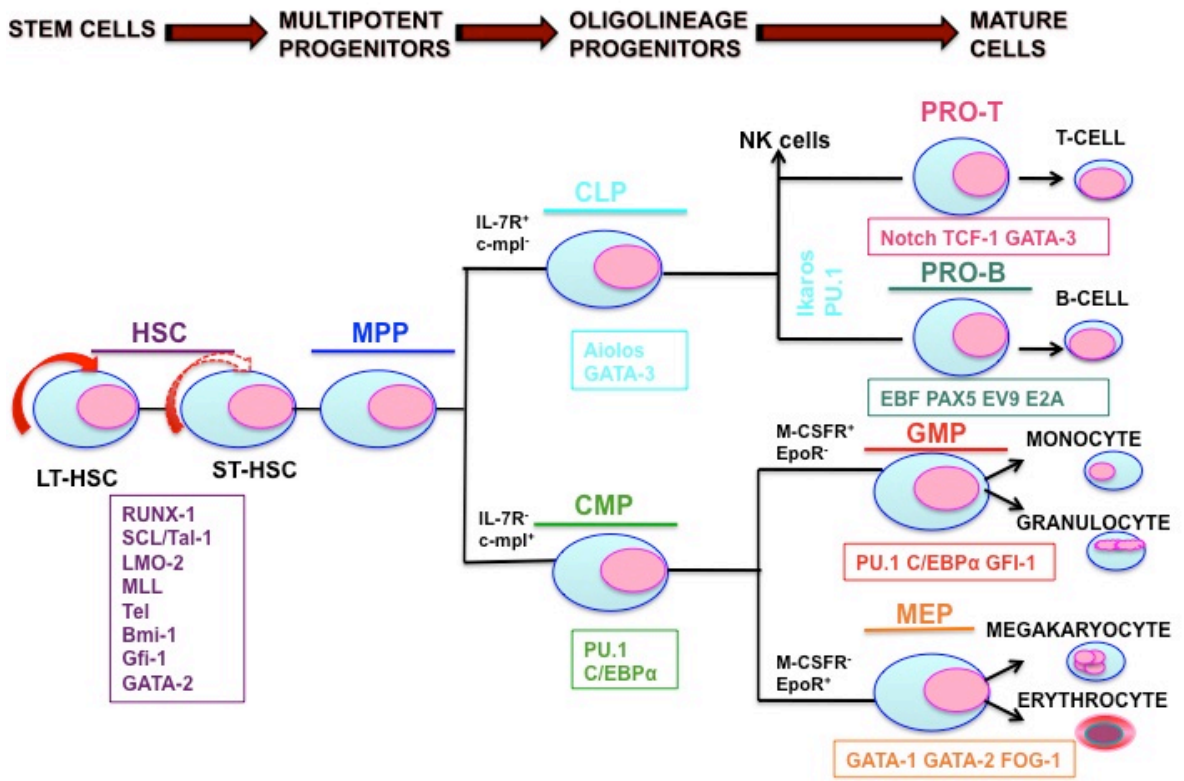 STEM CELLS
MULTIPOTENT
PROGENITORS
OLIGOLINEAGE
PROGENITORS
MATURE
CELLS
PRO-T
NK cells
T-CELL
CLP
IL-7R⁺
c-mpl⁻
Notch TCF-1 GATA-3
Ikaros
PU.1
PRO-B
B-CELL
HSC
MPP
Aiolos
GATA-3
EBF PAX5 EV9 E2A
LT-HSC
ST-HSC
M-CSFR⁺
EpoR⁻
GMP
MONOCYTE
GRANULOCYTE
RUNX-1
SCL/Tal-1
LMO-2
MLL
Tel
Bmi-1
Gfi-1
GATA-2
IL-7R⁻
c-mpl⁺
CMP
PU.1 C/EBPα GFI-1
PU.1
C/EBPα
MEP
MEGAKARYOCYTE
M-CSFR⁻
EpoR⁺
ERYTHROCYTE
GATA-1 GATA-2 FOG-1